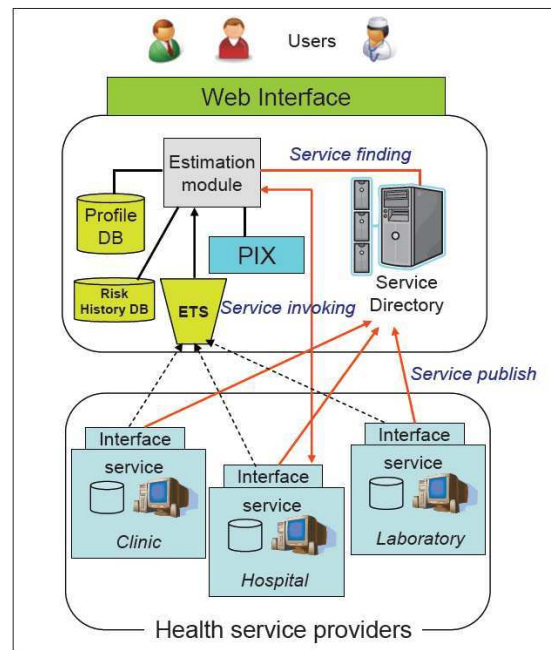 Users
Web Interface
Estimation
module
Service finding
Profile
DB
PIX
Risk
History DB
ETS
Service invoking
Service
Directory
Service publish
Interface
service
Clinic
Interface
service
Hospital
Interface
service
Laboratory
Health service providers